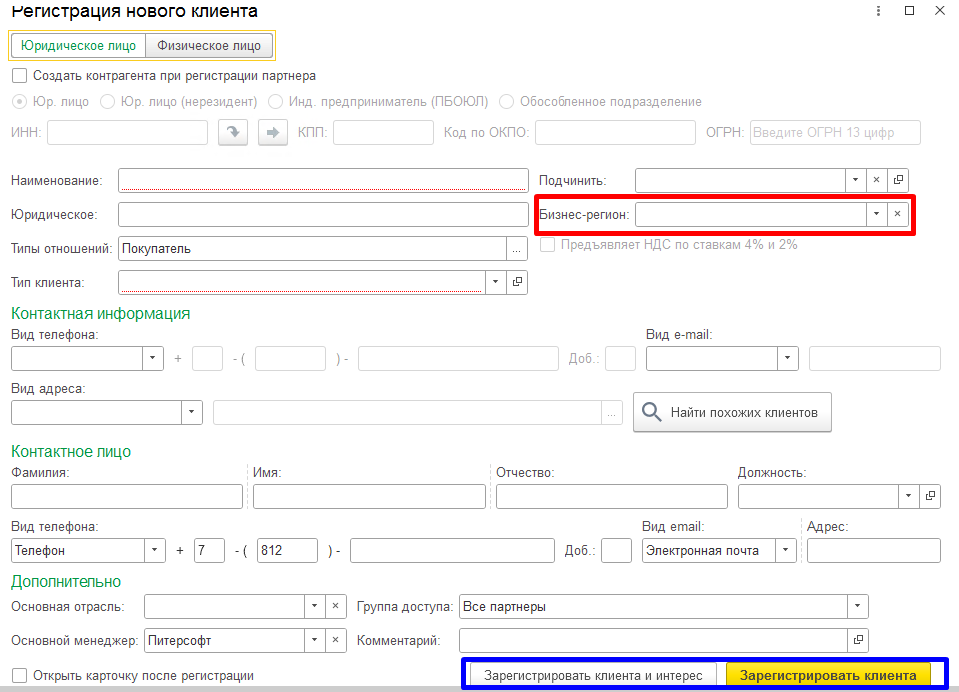 Регистрация нового клиента
Юридическое лицо Физическое лицо
Создать контрагента при регистрации партнера
Юр. лицо Юр. лицо (нерезидент) Инд. предприниматель (ПБОЮЛ) Обособленное подразделение
ИНН: КПП: Код по ОКПО: ОГРН: Введите ОГРН 13 цифр
Наименование: Подчинить:
Юридическое: Бизнес-регион:
Типы отношений: Покупатель ... Предъявляет НДС по ставкам 4% и 2%
Тип клиента:
Контактная информация
Вид телефона: Вид e-mail:
+ - ( ) - Доб.:
Вид адреса:
... Найти похожих клиентов
Контактное лицо
Фамилия: Имя: Отчество: Должность:
Вид телефона: Вид email: Адрес:
Телефон + 7 - ( 812 ) - Доб.: Электронная почта
Дополнительно
Основная отрасль: Группа доступа: Все партнеры
Основной менеджер: Питерсофт Комментарий:
Открыть карточку после регистрации Зарегистрировать клиента и интерес Зарегистрировать клиента